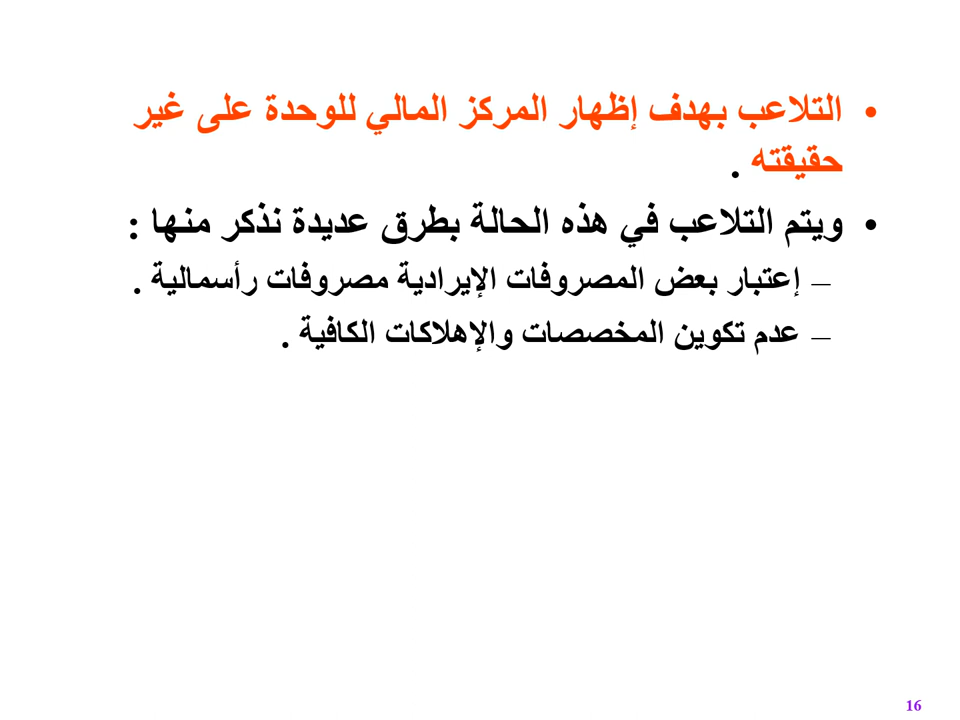 • التلاعب بهدف إظهار المركز المالي للوحدة على غير
حقيقته .
• ويتم التلاعب في هذه الحالة بطرق عديدة نذكر منها :
– إعتبار بعض المصروفات الإيرادية مصروفات رأسمالية .
– عدم تكوين المخصصات والإهلاكات الكافية .
16